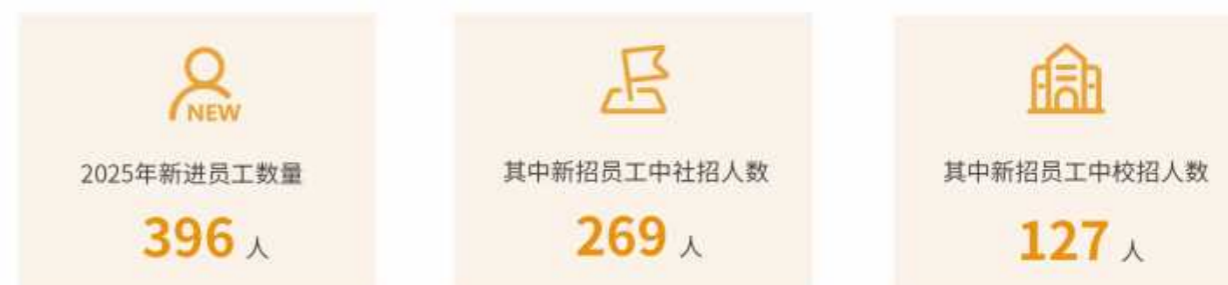 NEW
2025年新进员工数量
396 人
其中新招员工中社招人数
269 人
其中新招员工中校招人数
127 人